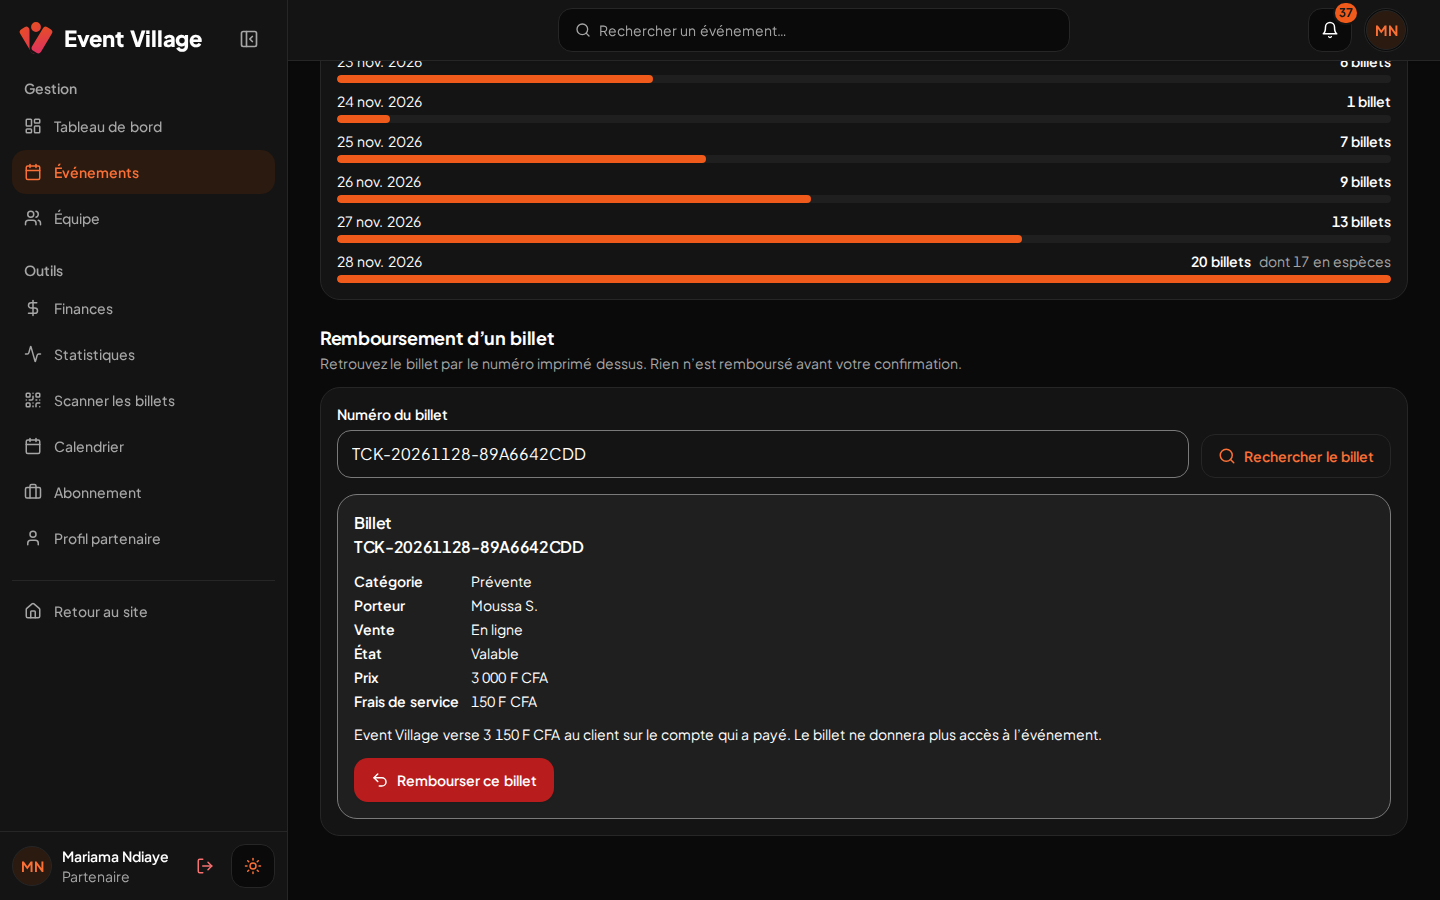 Event Village
Rechercher un événement...
37
MN
Gestion
Tableau de bord
Événements
Équipe
Outils
Finances
Statistiques
Scanner les billets
Calendrier
Abonnement
Profil partenaire
Retour au site
MN
Mariama Ndiaye
Partenaire
23 nov. 2026 6 billets
24 nov. 2026 1 billet
25 nov. 2026 7 billets
26 nov. 2026 9 billets
27 nov. 2026 13 billets
28 nov. 2026 20 billets dont 17 en espèces
Remboursement d’un billet
Retrouvez le billet par le numéro imprimé dessus. Rien n’est remboursé avant votre confirmation.
Numéro du billet
TCK-20261128-89A6642CDD
Rechercher le billet
Billet
TCK-20261128-89A6642CDD
Catégorie Prévente
Porteur Moussa S.
Vente En ligne
État Valable
Prix 3 000 F CFA
Frais de service 150 F CFA
Event Village verse 3 150 F CFA au client sur le compte qui a payé. Le billet ne donnera plus accès à l’événement.
Rembourser ce billet